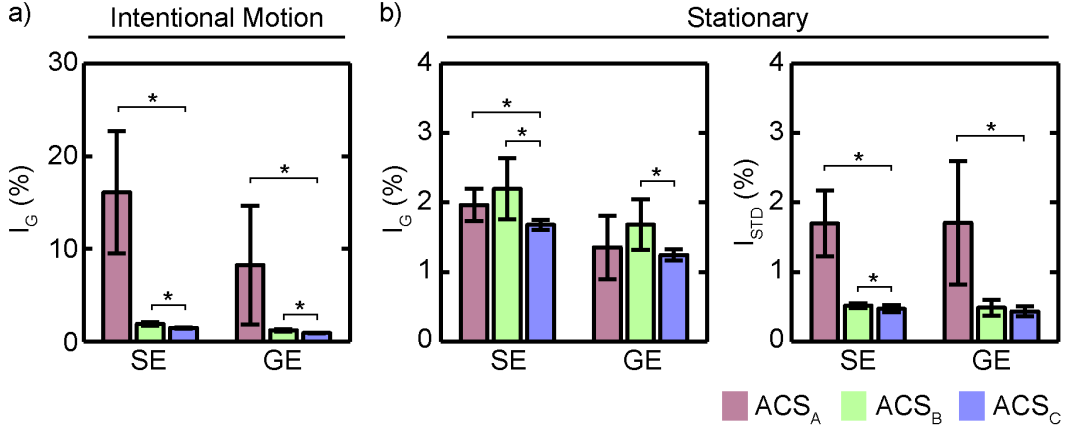 a) Intentional Motion
b) Stationary
I_G (%)
30
20
10
0
*
*
*
*
SE GE
I_G (%)
4
3
2
1
0
*
*
*
SE GE
I_STD (%)
4
3
2
1
0
*
*
*
SE GE
ACS_A ACS_B ACS_C